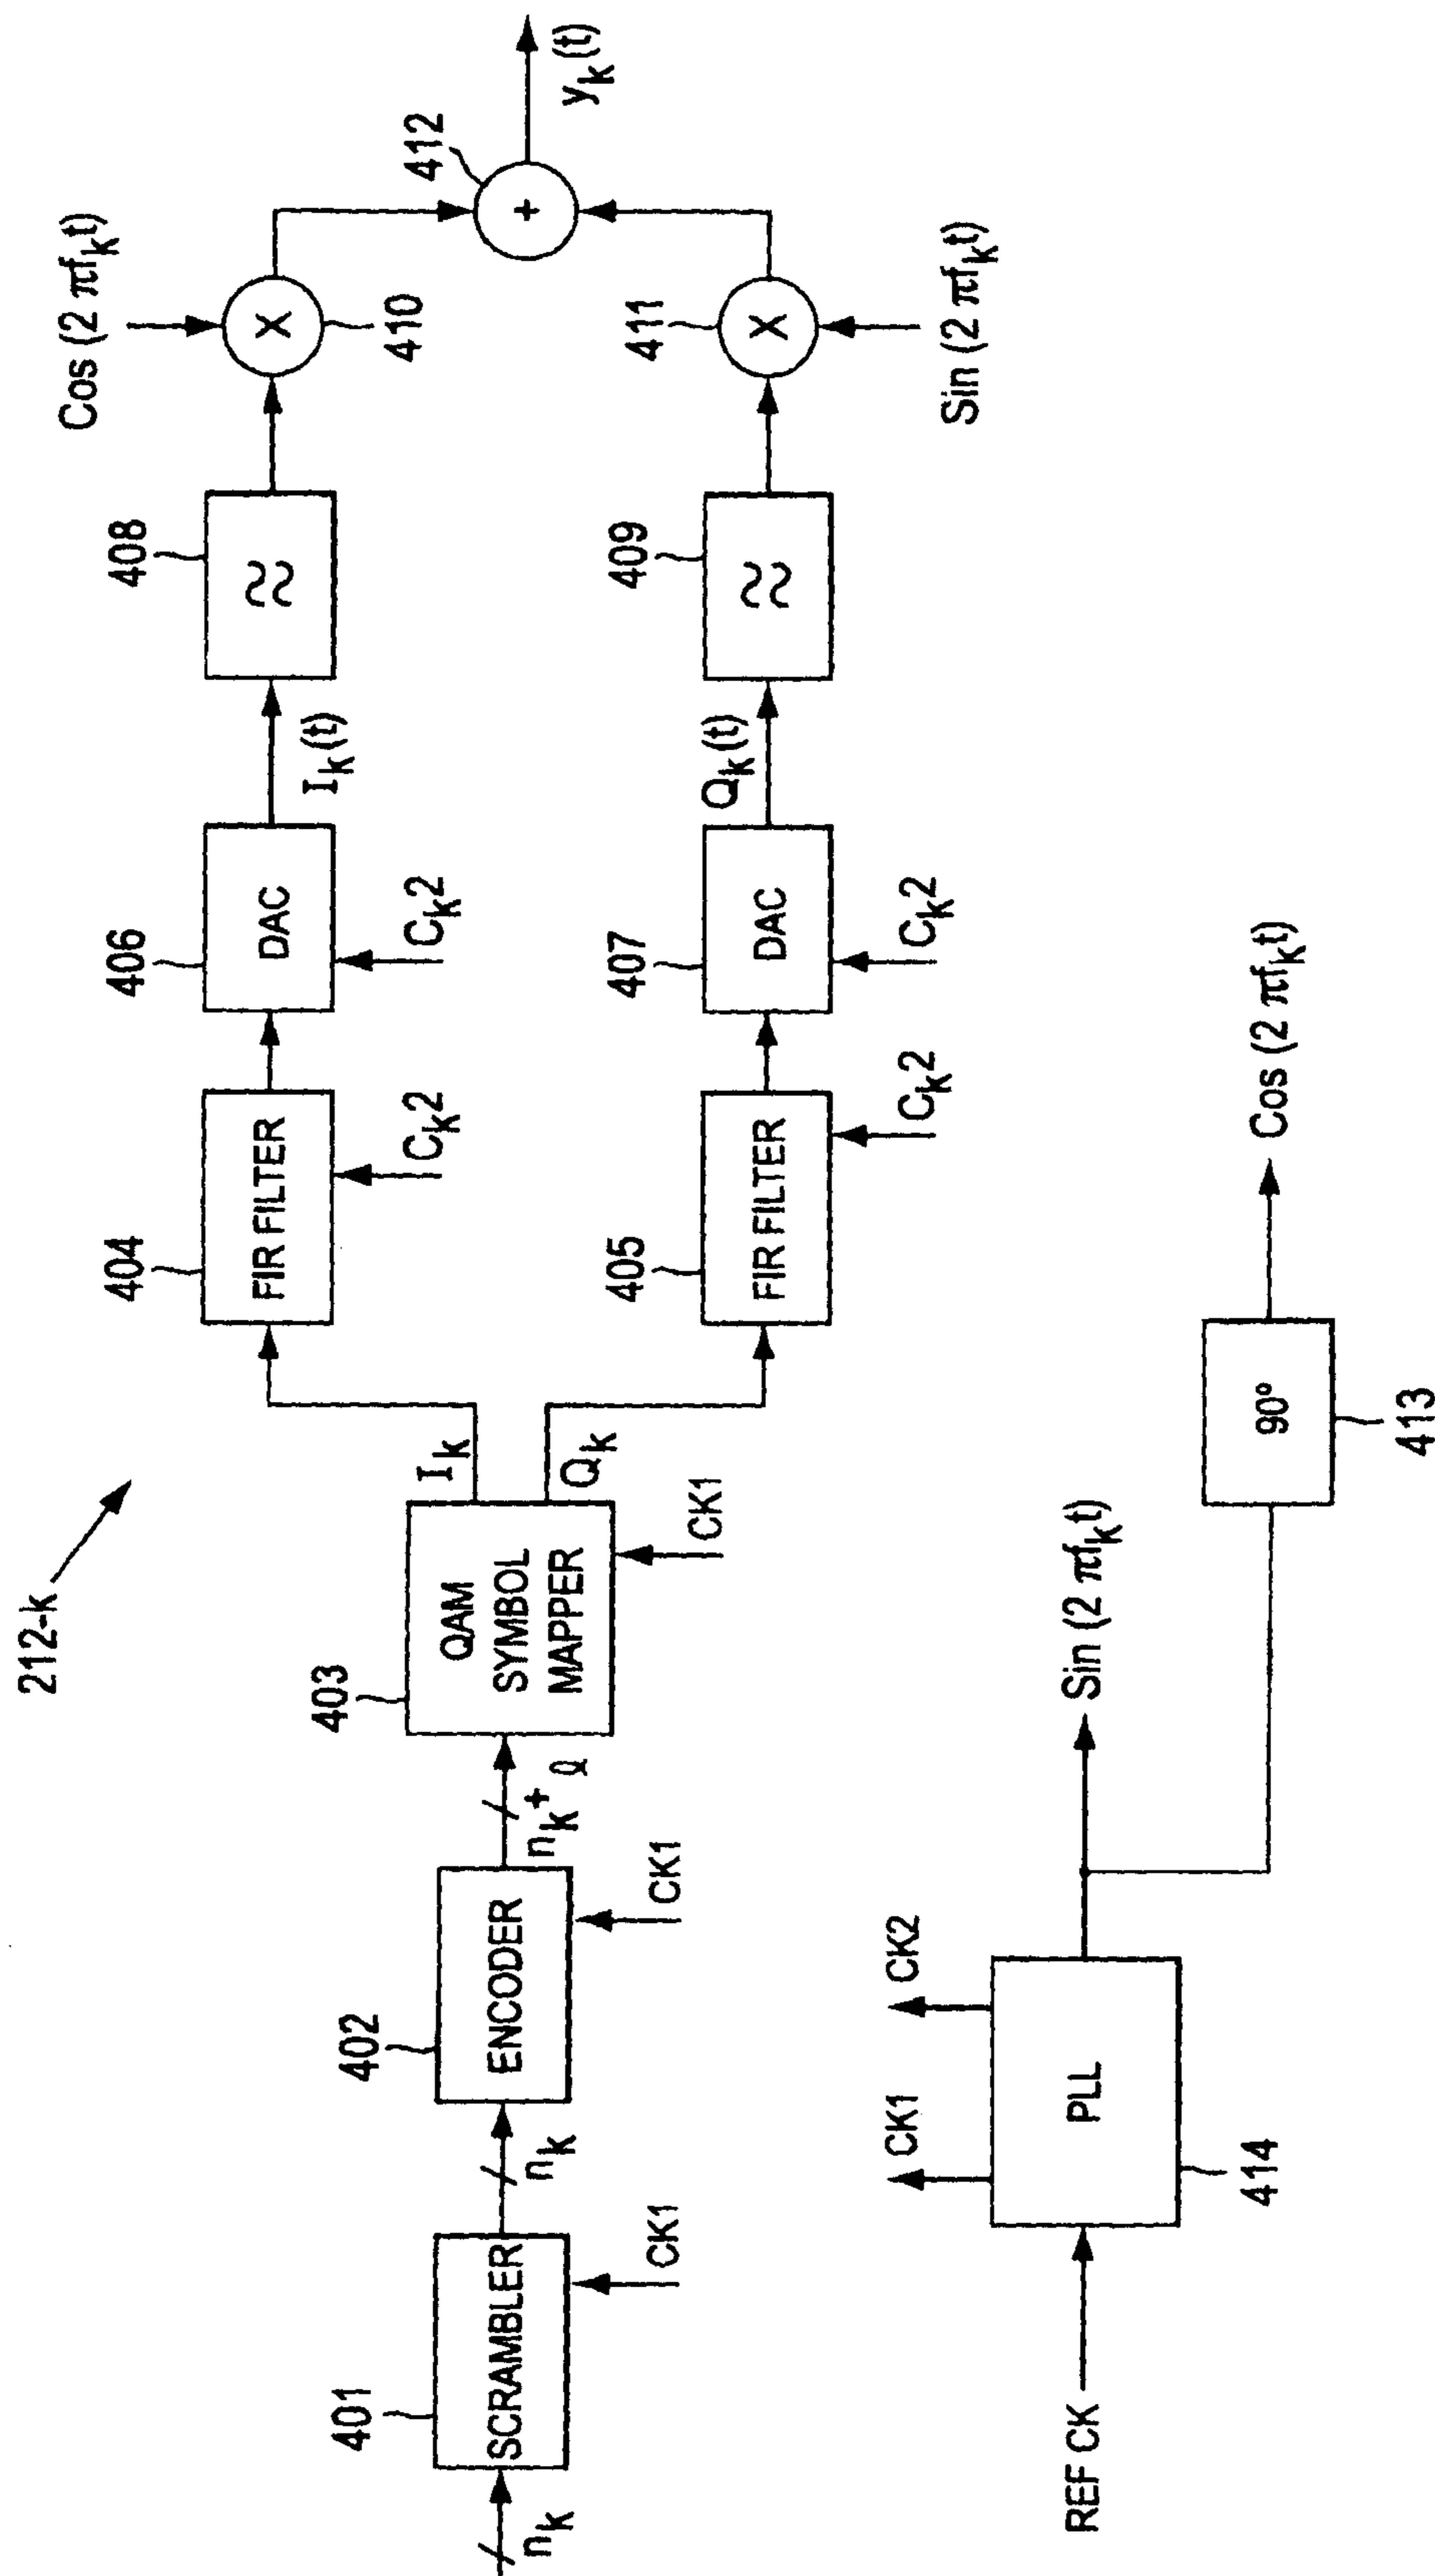 212-k
n_k
401
SCRAMBLER
CK1
n_k
402
ENCODER
CK1
n_k + ℓ
403
QAM
SYMBOL
MAPPER
CK1
I_k
Q_k
404
FIR FILTER
C_k2
406
DAC
C_k2
I_k(t)
408
Cos (2 πf_kt)
X
410
405
FIR FILTER
C_k2
407
DAC
C_k2
Q_k(t)
409
411
X
Sin (2 πf_kt)
412
+
y_k(t)
REF CK
PLL
414
CK1
CK2
Sin (2 πf_kt)
90°
413
Cos (2 πf_kt)